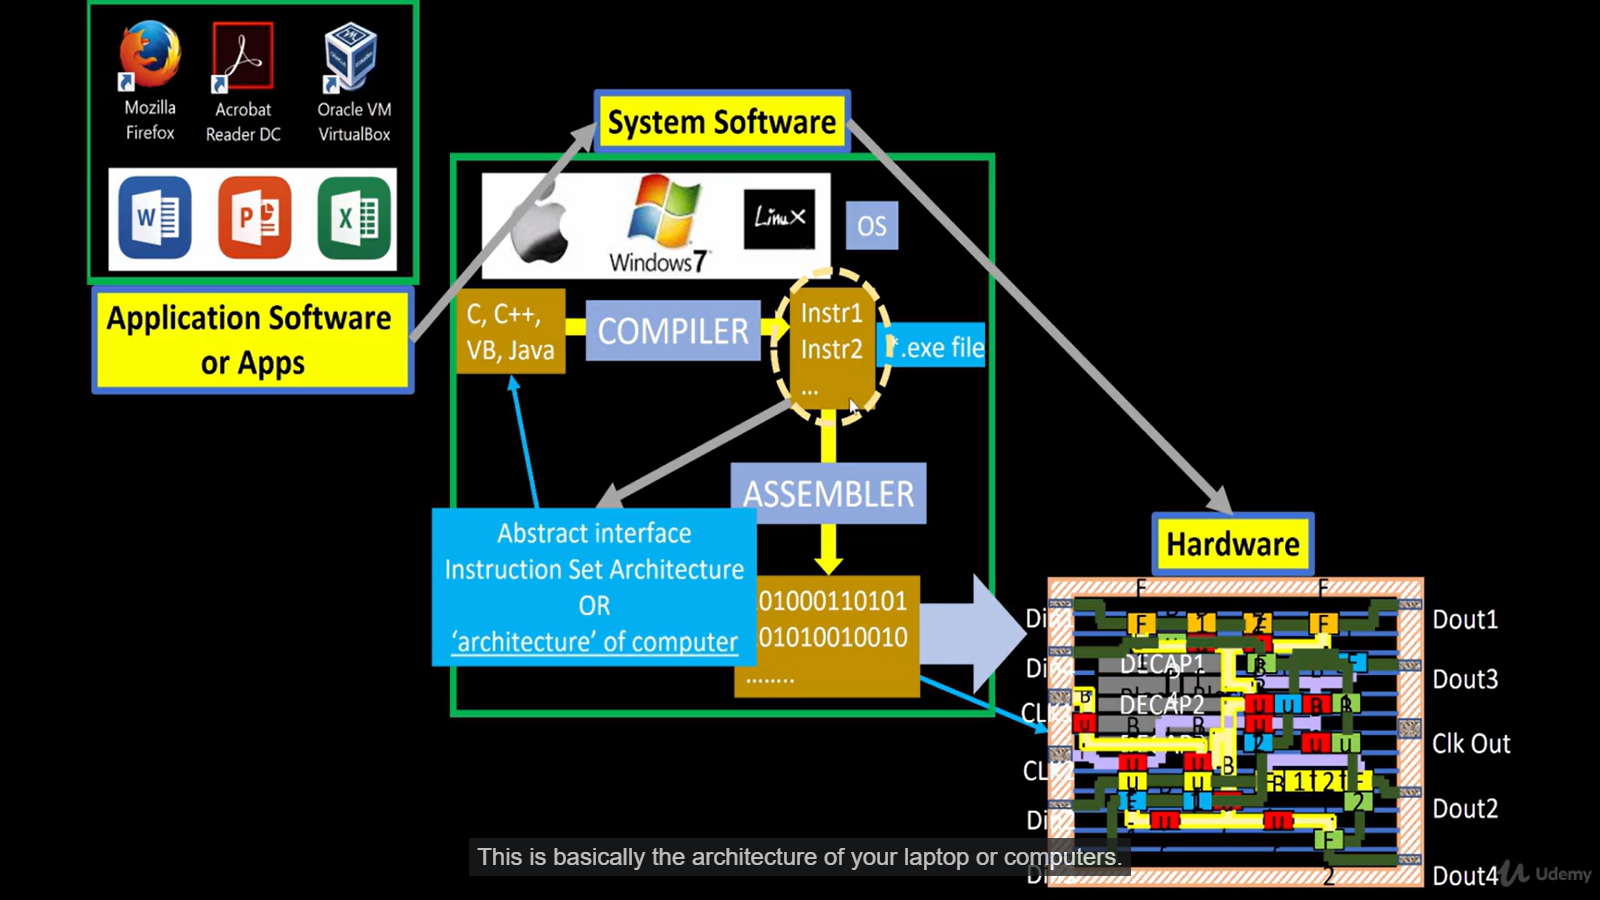 Mozilla
Firefox
Acrobat
Reader DC
Oracle VM
VirtualBox
Application Software
or Apps
System Software
Linux
Windows 7
OS
C, C++,
VB, Java
COMPILER
Instr1
Instr2
...
*.exe file
ASSEMBLER
Abstract interface
Instruction Set Architecture
OR
‘architecture’ of computer
01000110101
01010010010
........
Hardware
DECAP1
DECAP2
Dout1
Dout3
Clk Out
Dout2
Dout4
This is basically the architecture of your laptop or computers.
Udemy